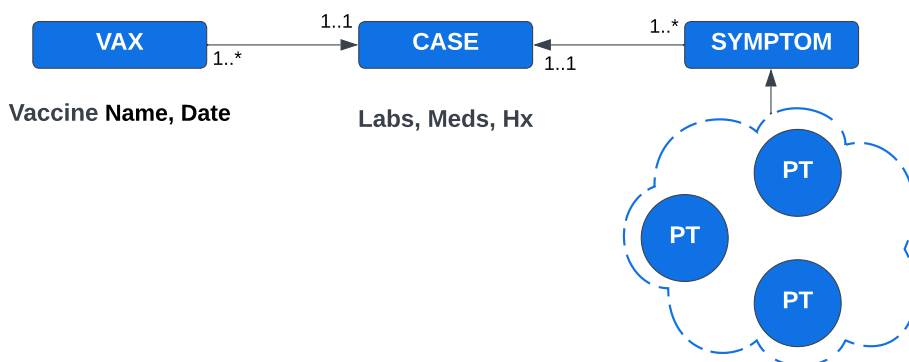 VAX
1..*
1..1
CASE
1..1
1..*
SYMPTOM
Vaccine Name, Date
Labs, Meds, Hx
PT
PT
PT